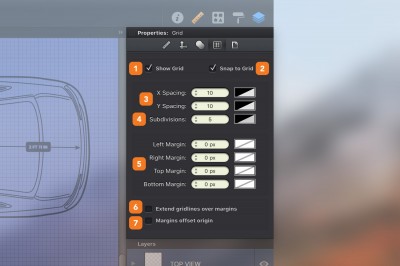 Properties: Grid
1 Show Grid Snap to Grid 2
3 X Spacing: 10
Y Spacing: 10
4 Subdivisions:
5 Left Margin: 0 px
Right Margin: 0 px
Top Margin: 0 px
Bottom Margin: 0 px
6 Extend gridlines over margins
7 Margins offset origin
Layers
TOP VIEW